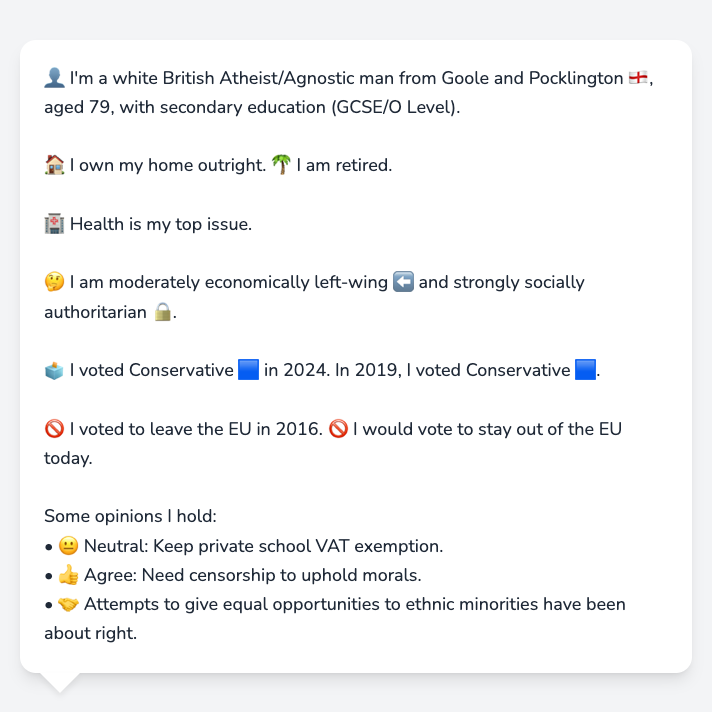 👤 I'm a white British Atheist/Agnostic man from Goole and Pocklington 🏴󠁧󠁢󠁥󠁮󠁧󠁿,
aged 79, with secondary education (GCSE/O Level).
🏠 I own my home outright. 🌴 I am retired.
🏥 Health is my top issue.
🤔 I am moderately economically left-wing ⬅️ and strongly socially
authoritarian 🔒.
🗳️ I voted Conservative 🟦 in 2024. In 2019, I voted Conservative 🟦.
🚫 I voted to leave the EU in 2016. 🚫 I would vote to stay out of the EU
today.
Some opinions I hold:
• 😐 Neutral: Keep private school VAT exemption.
• 👍 Agree: Need censorship to uphold morals.
• 🤝 Attempts to give equal opportunities to ethnic minorities have been
about right.